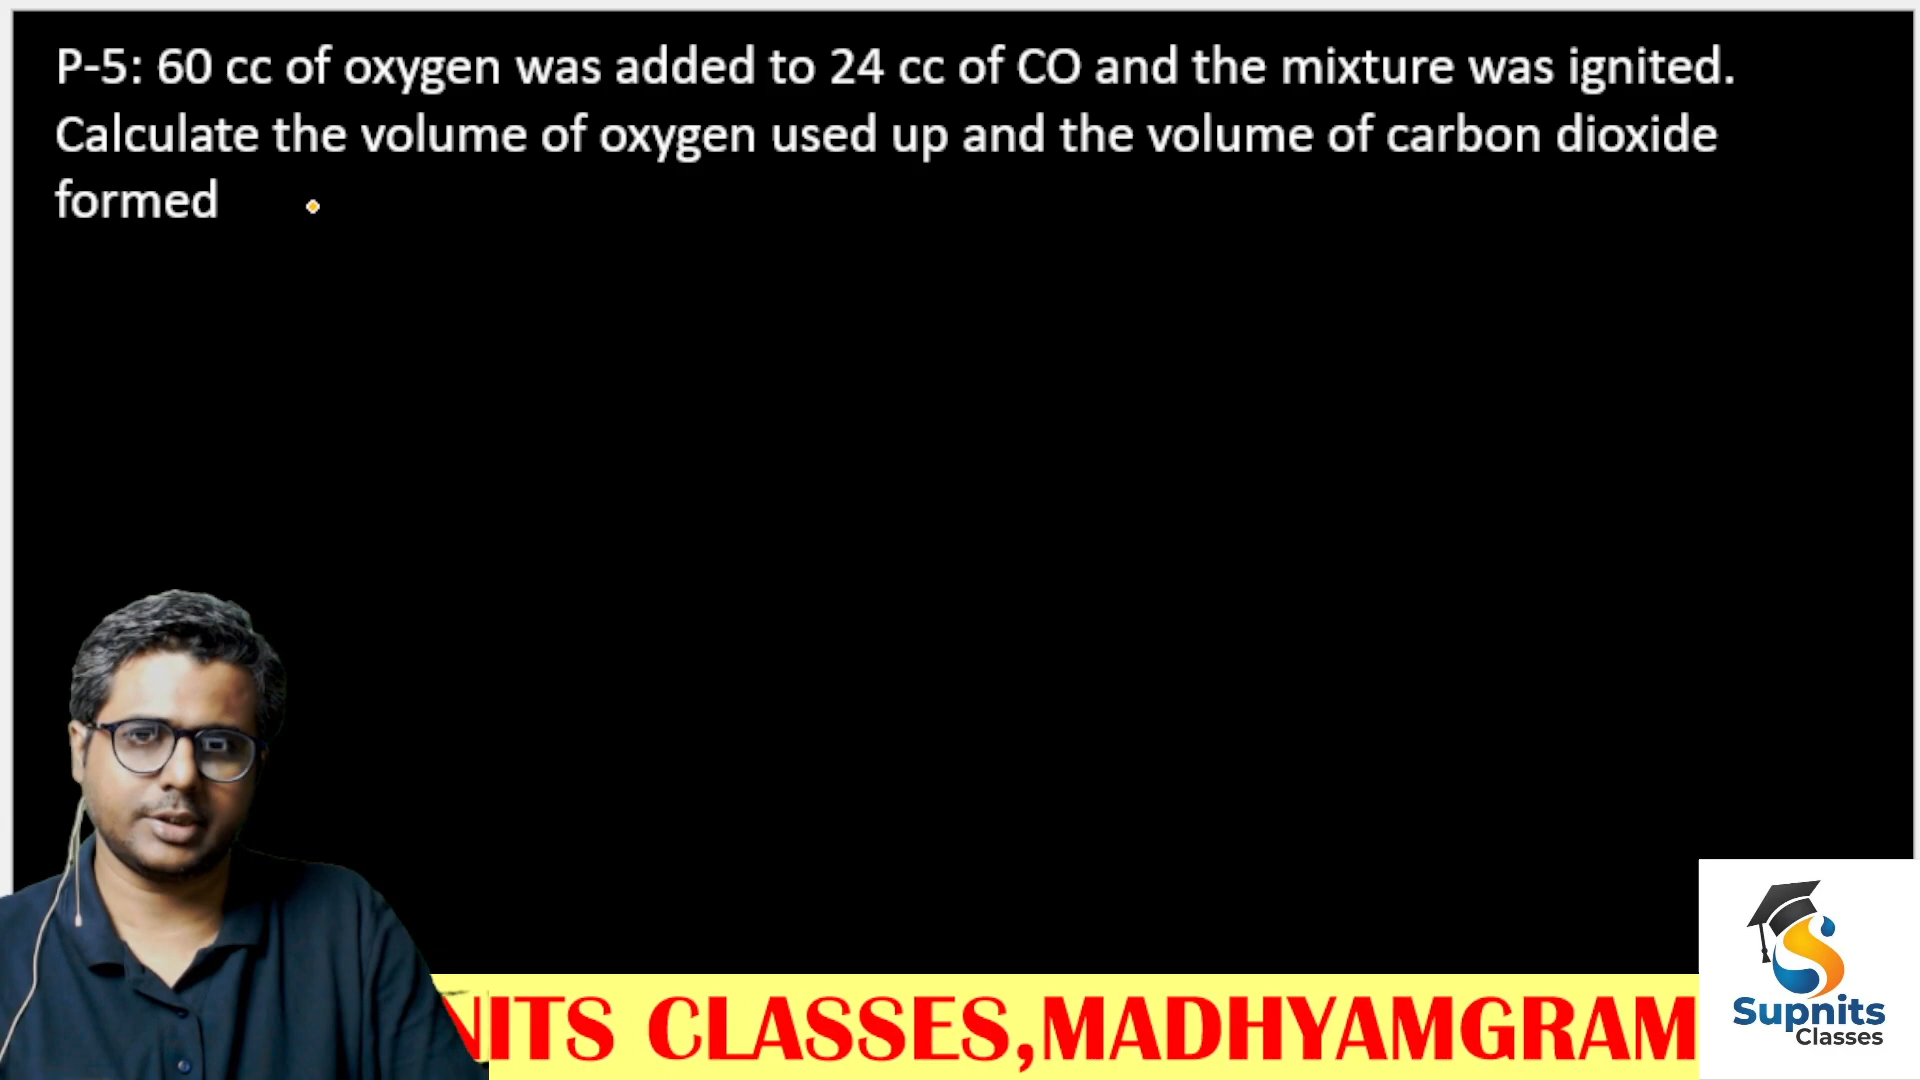 P-5: 60 cc of oxygen was added to 24 cc of CO and the mixture was ignited.
Calculate the volume of oxygen used up and the volume of carbon dioxide
formed
NITS CLASSES,MADHYAMGRAM
Supnits
Classes